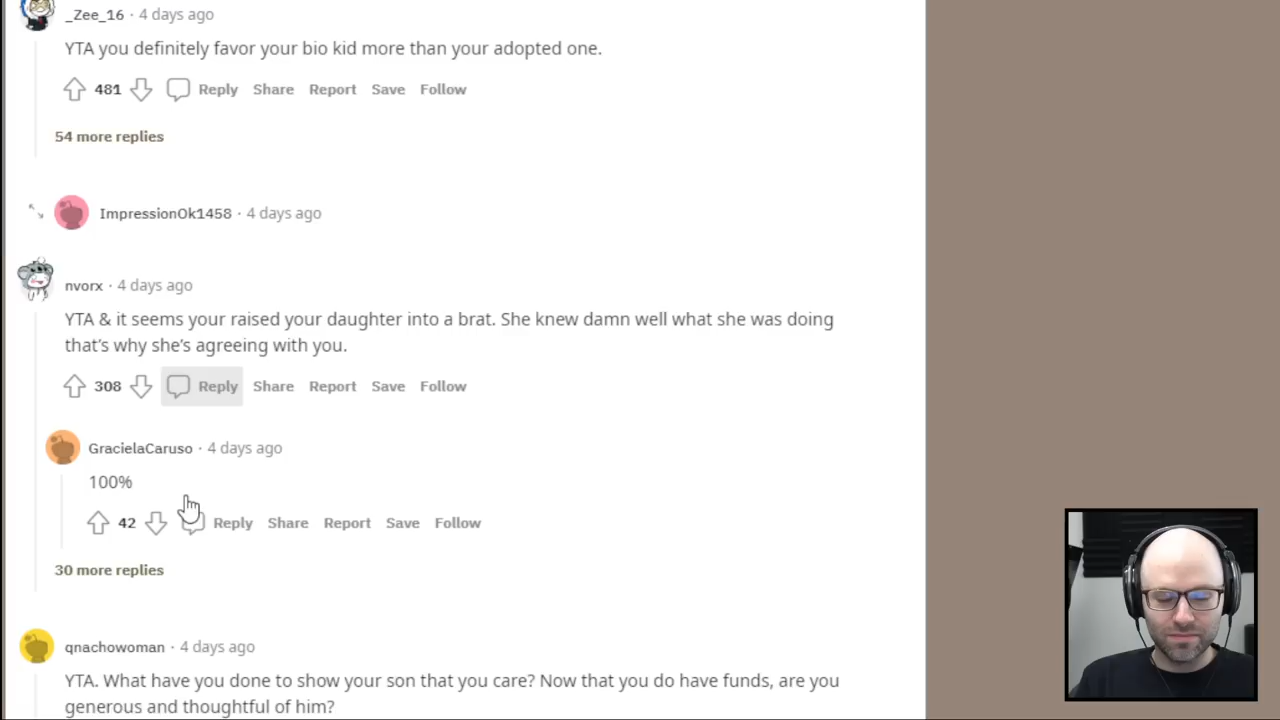 _Zee_16 · 4 days ago
YTA you definitely favor your bio kid more than your adopted one.
481 Reply Share Report Save Follow
54 more replies
ImpressionOk1458 · 4 days ago
nvorx · 4 days ago
YTA & it seems your raised your daughter into a brat. She knew damn well what she was doing
that's why she's agreeing with you.
308 Reply Share Report Save Follow
GracielaCaruso · 4 days ago
100%
42 Reply Share Report Save Follow
30 more replies
qnachowoman · 4 days ago
YTA. What have you done to show your son that you care? Now that you do have funds, are you
generous and thoughtful of him?